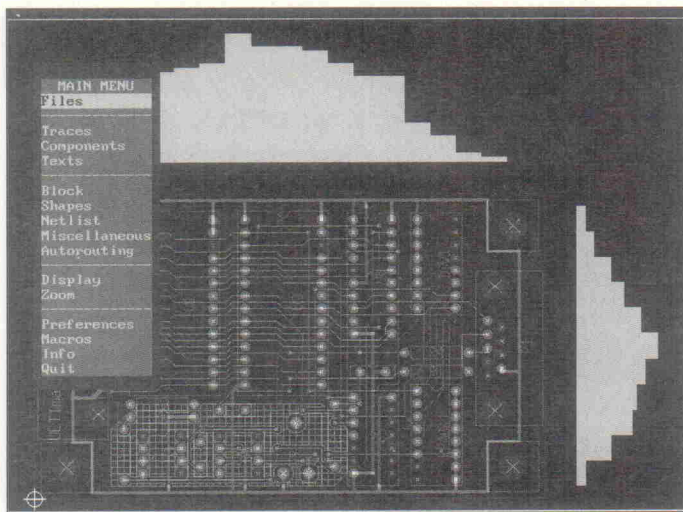 MAIN MENU
Files
Traces
Components
Texts
Block
Shapes
Netlist
Miscellaneous
Autorouting
Display
Zoom
Preferences
Macros
Info
Quit